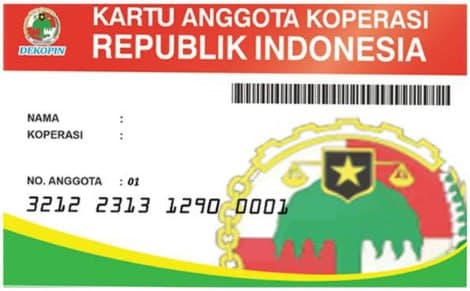 KARTU ANGGOTA KOPERASI
REPUBLIK INDONESIA
DEKOPIN
NAMA :
KOPERASI :
NO. ANGGOTA : 01
3212 2313 1290 0001